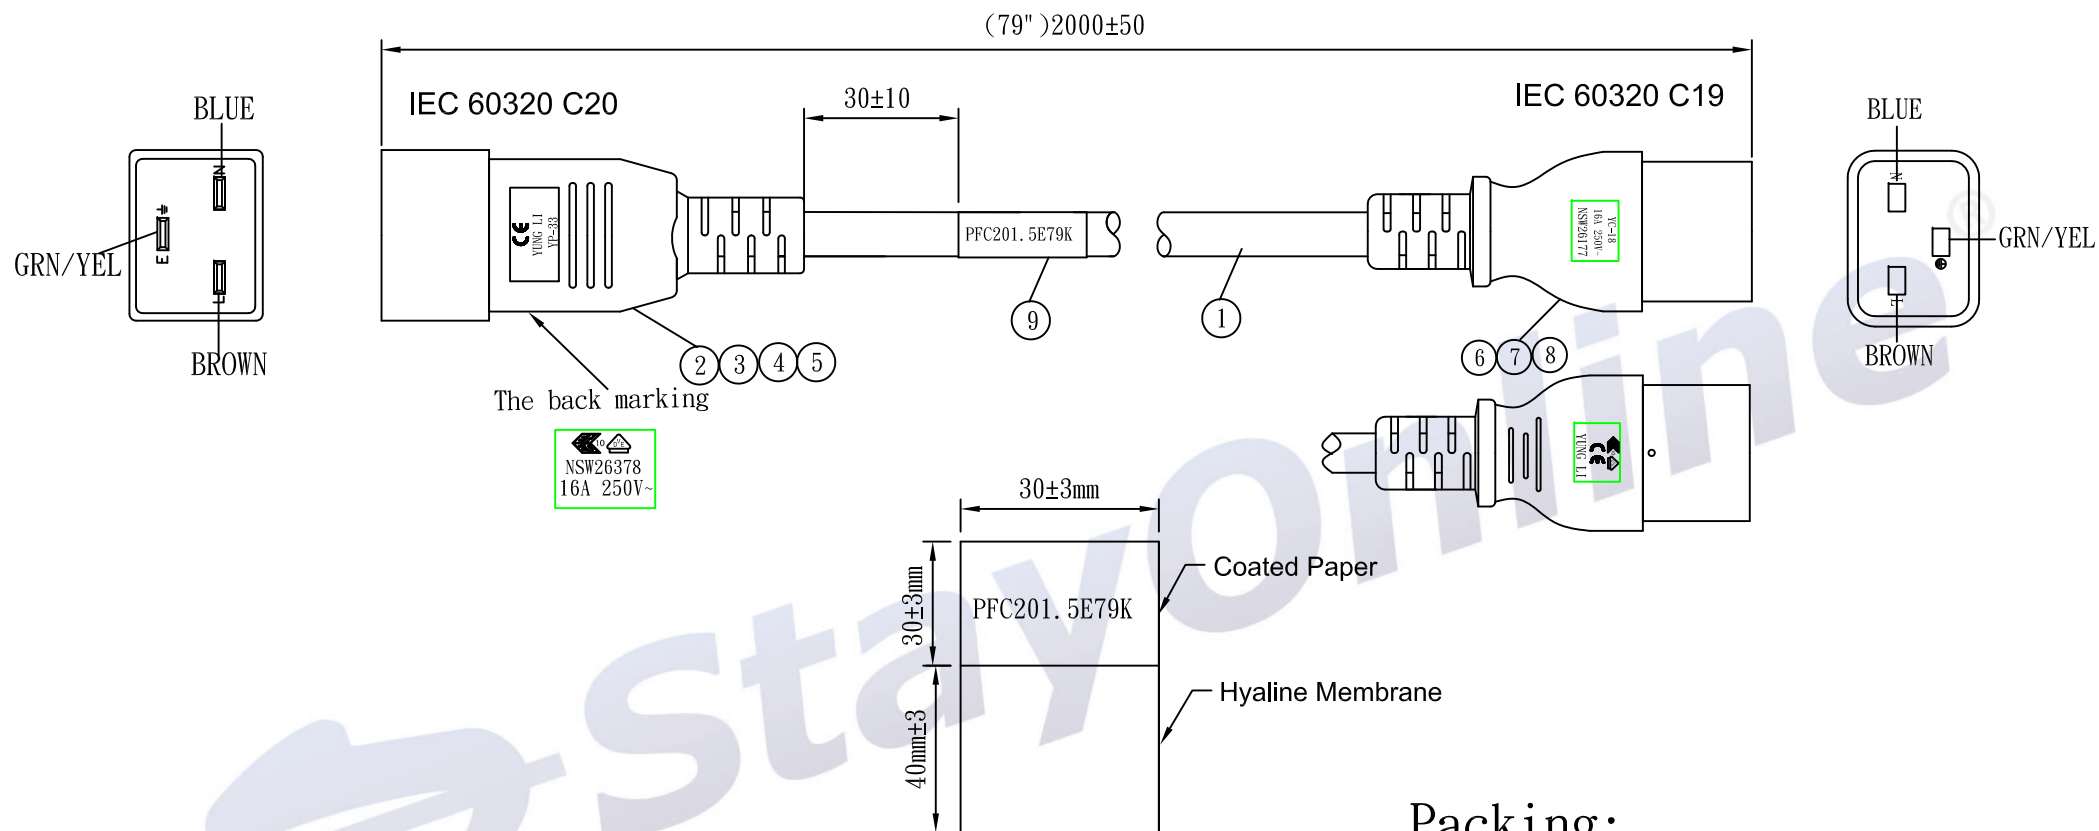 (79")2000±50
IEC 60320 C20
30±10
IEC 60320 C19
BLUE
N
E
GRN/YEL
L
BROWN
CE
YUNG LI
YP-33
PFC201.5E79K
YC-18
16A 250V~
NSW26177
BLUE
N
GRN/YEL
L
BROWN
9
1
2 3 4 5
6 7 8
The back marking
10
NSW26378
16A 250V~
CE
YUNG LI
30±3mm
30±3mm
PFC201.5E79K
Coated Paper
40mm±3
Hyaline Membrane
Packing:
StayOnline®